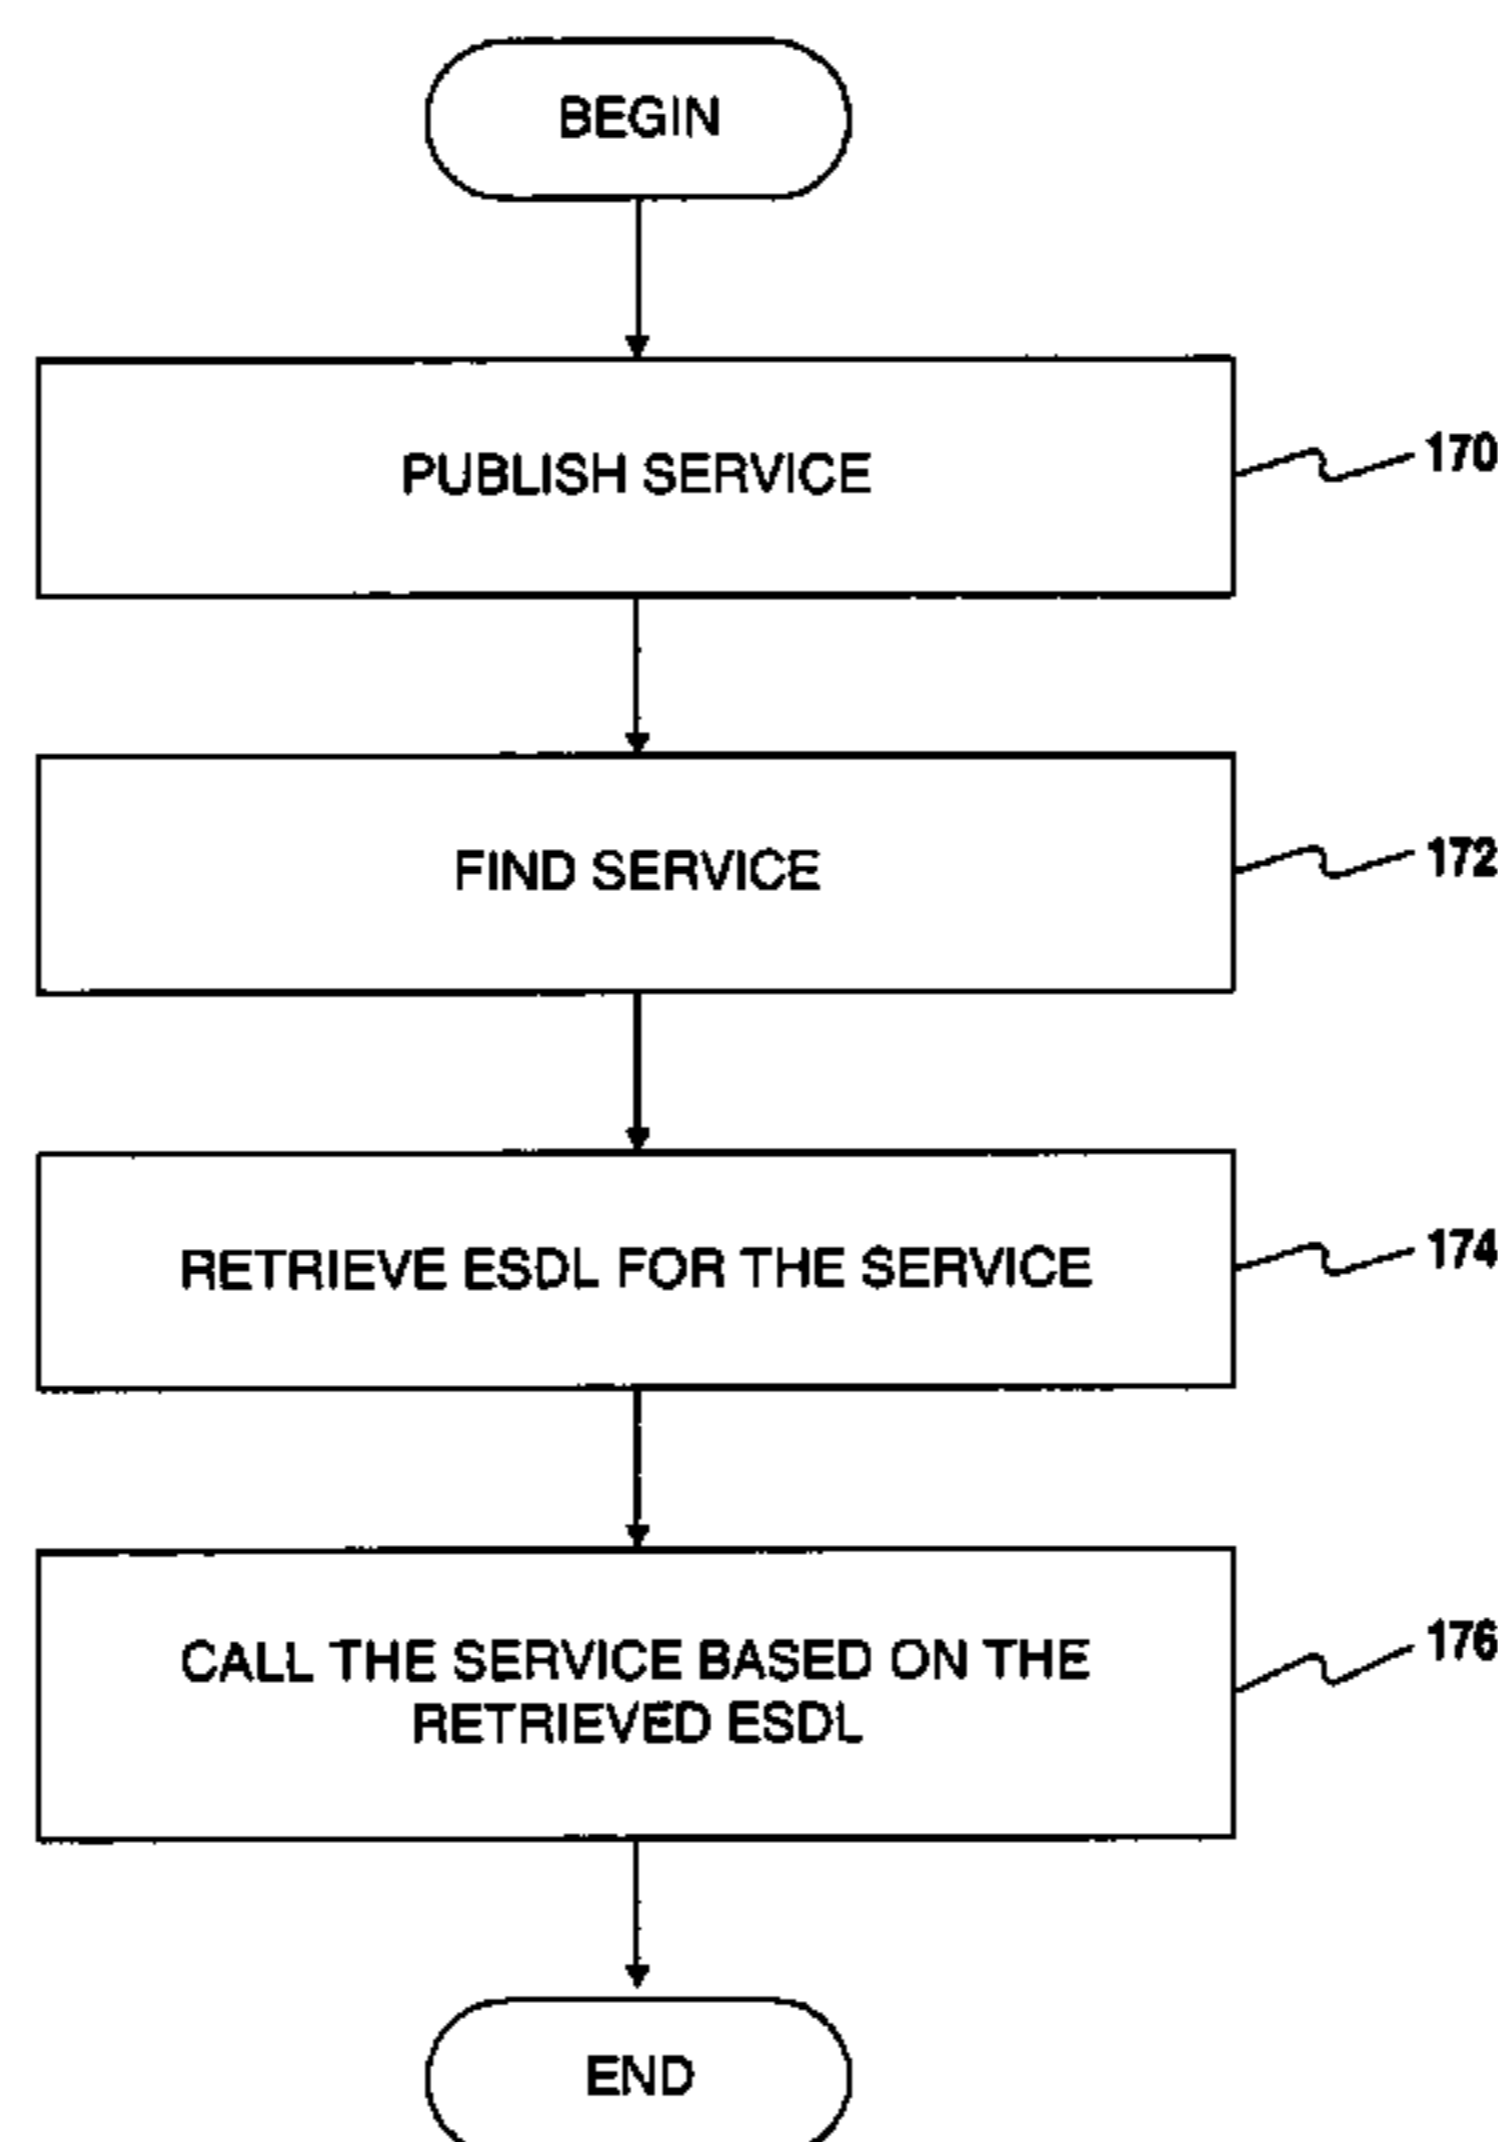 BEGIN
PUBLISH SERVICE
170
FIND SERVICE
172
RETRIEVE ESDL FOR THE SERVICE
174
CALL THE SERVICE BASED ON THE
RETRIEVED ESDL
176
END